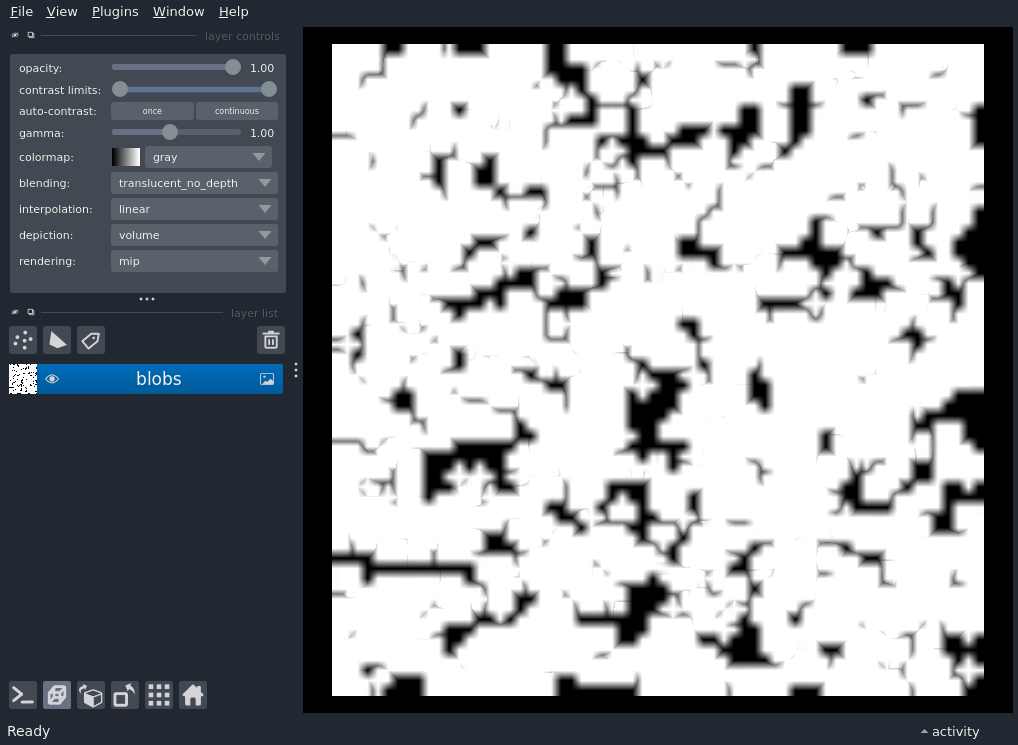 File View Plugins Window Help
layer controls
opacity: 1.00
contrast limits:
auto-contrast: once continuous
gamma: 1.00
colormap: gray
blending: translucent_no_depth
interpolation: linear
depiction: volume
rendering: mip
layer list
blobs
Ready
activity